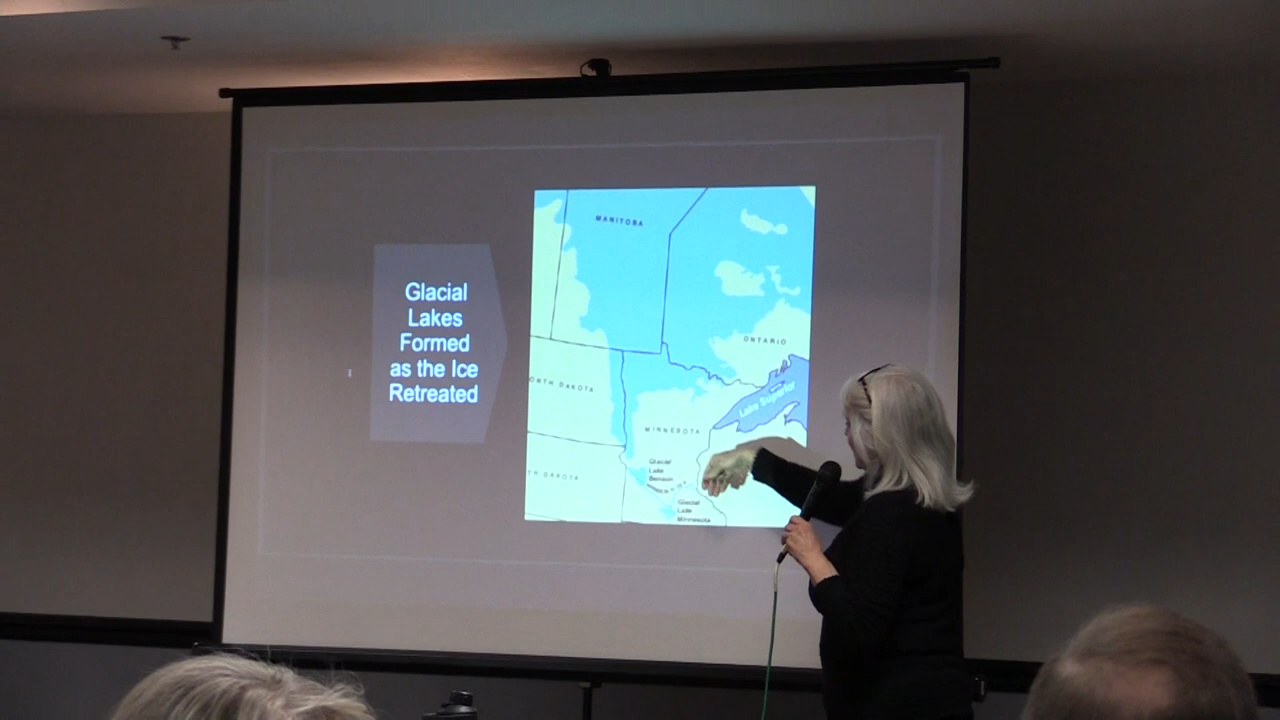 Glacial
Lakes
Formed
as the Ice
Retreated
MANITOBA
ONTARIO
ORTH DAKOTA
Lake Superior
MINNESOTA
Glacial
Lake
Benson
TH DAKOTA
Glacial
Lake
Minnesota